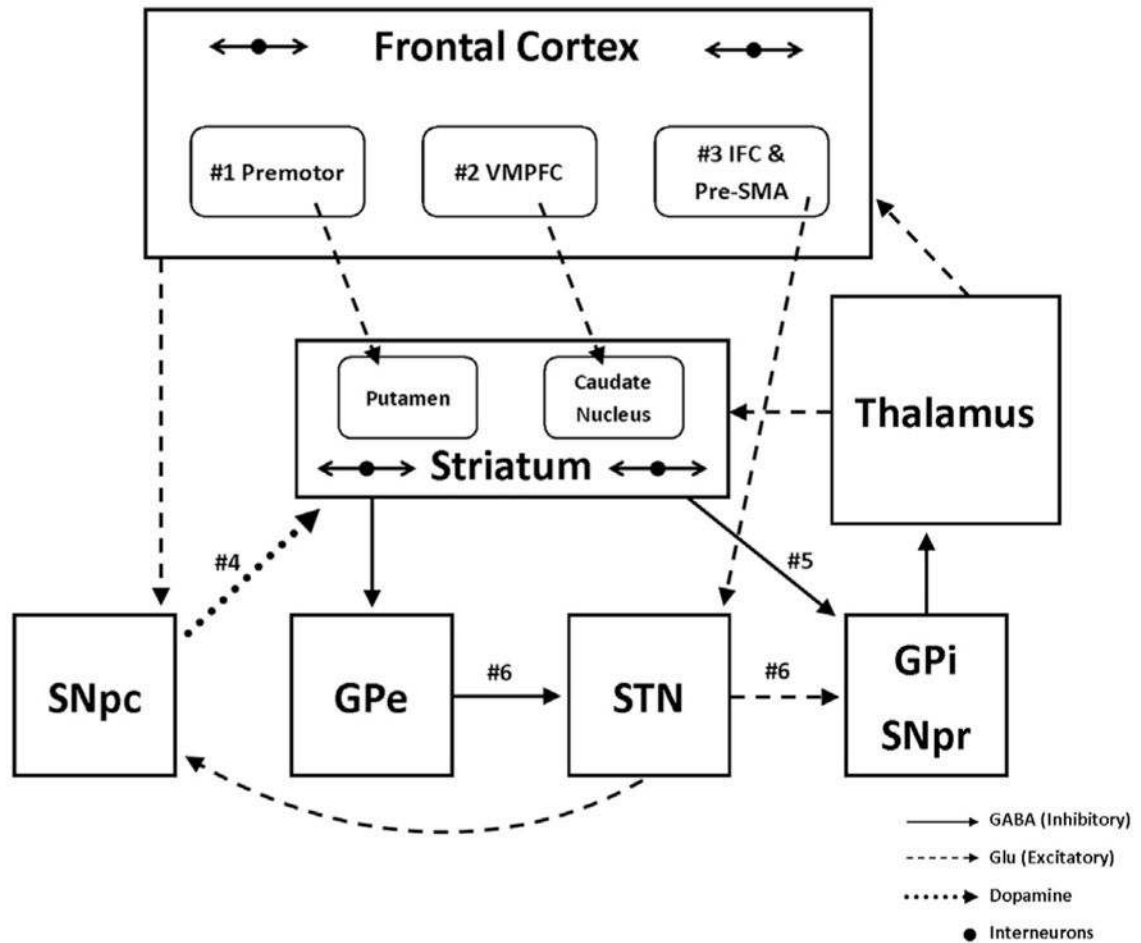 Frontal Cortex
#1 Premotor
#2 VMPFC
#3 IFC &
Pre-SMA
Putamen
Caudate
Nucleus
Striatum
Thalamus
#4
#5
SNpc
GPe
#6
STN
#6
GPi
SNpr
GABA (Inhibitory)
Glu (Excitatory)
Dopamine
Interneurons